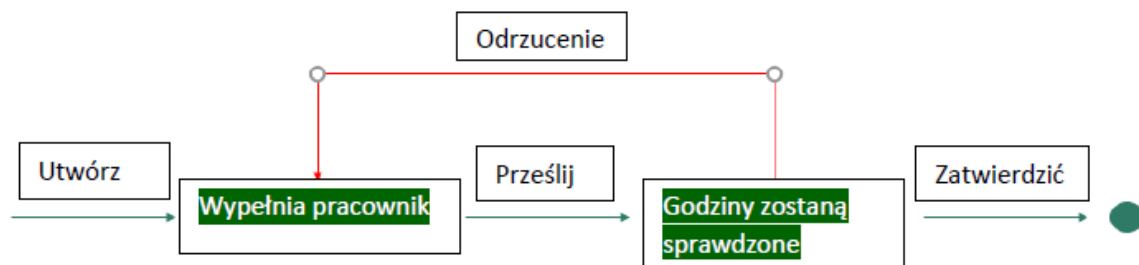 Odrzucenie
Utwórz
Wypełnia pracownik
Prześlij
Godziny zostaną
sprawdzone
Zatwierdzić